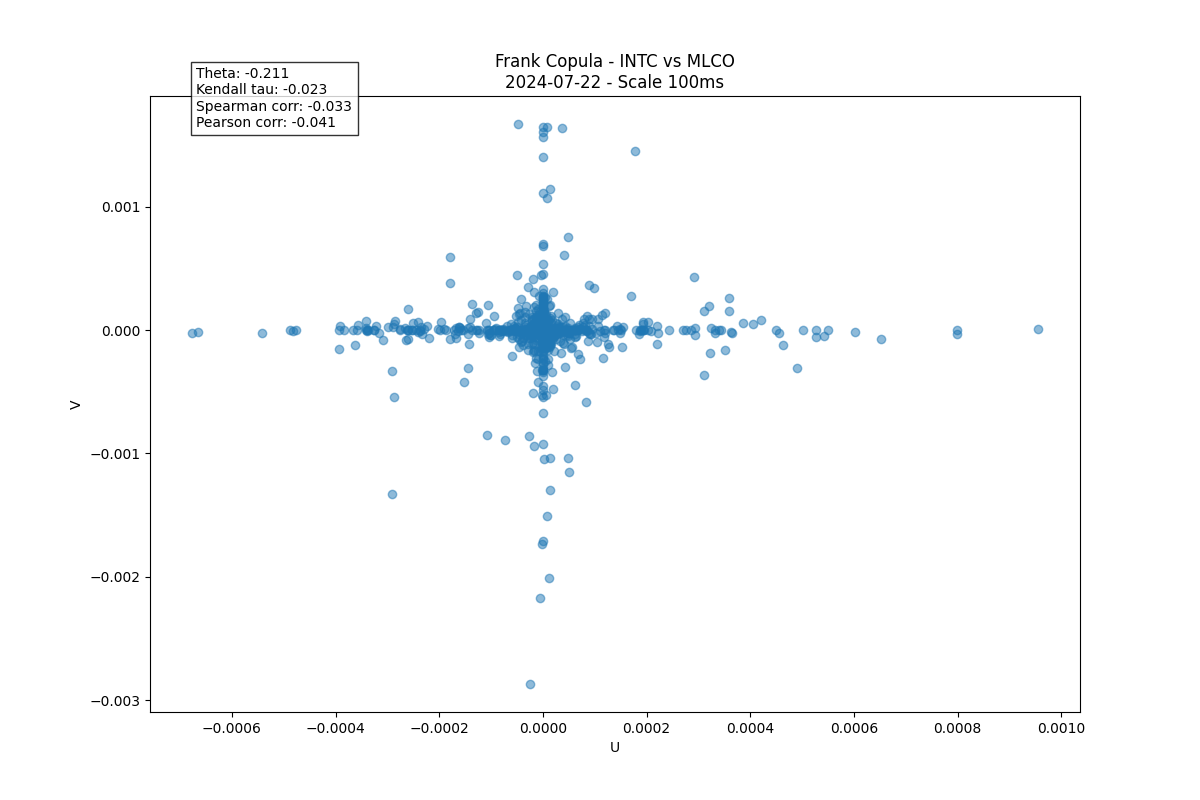 Frank Copula - INTC vs MLCO
2024-07-22 - Scale 100ms
Theta: -0.211
Kendall tau: -0.023
Spearman corr: -0.033
Pearson corr: -0.041
0.001
0.000
−0.001
−0.002
−0.003
V
−0.0006 −0.0004 −0.0002 0.0000 0.0002 0.0004 0.0006 0.0008 0.0010
U